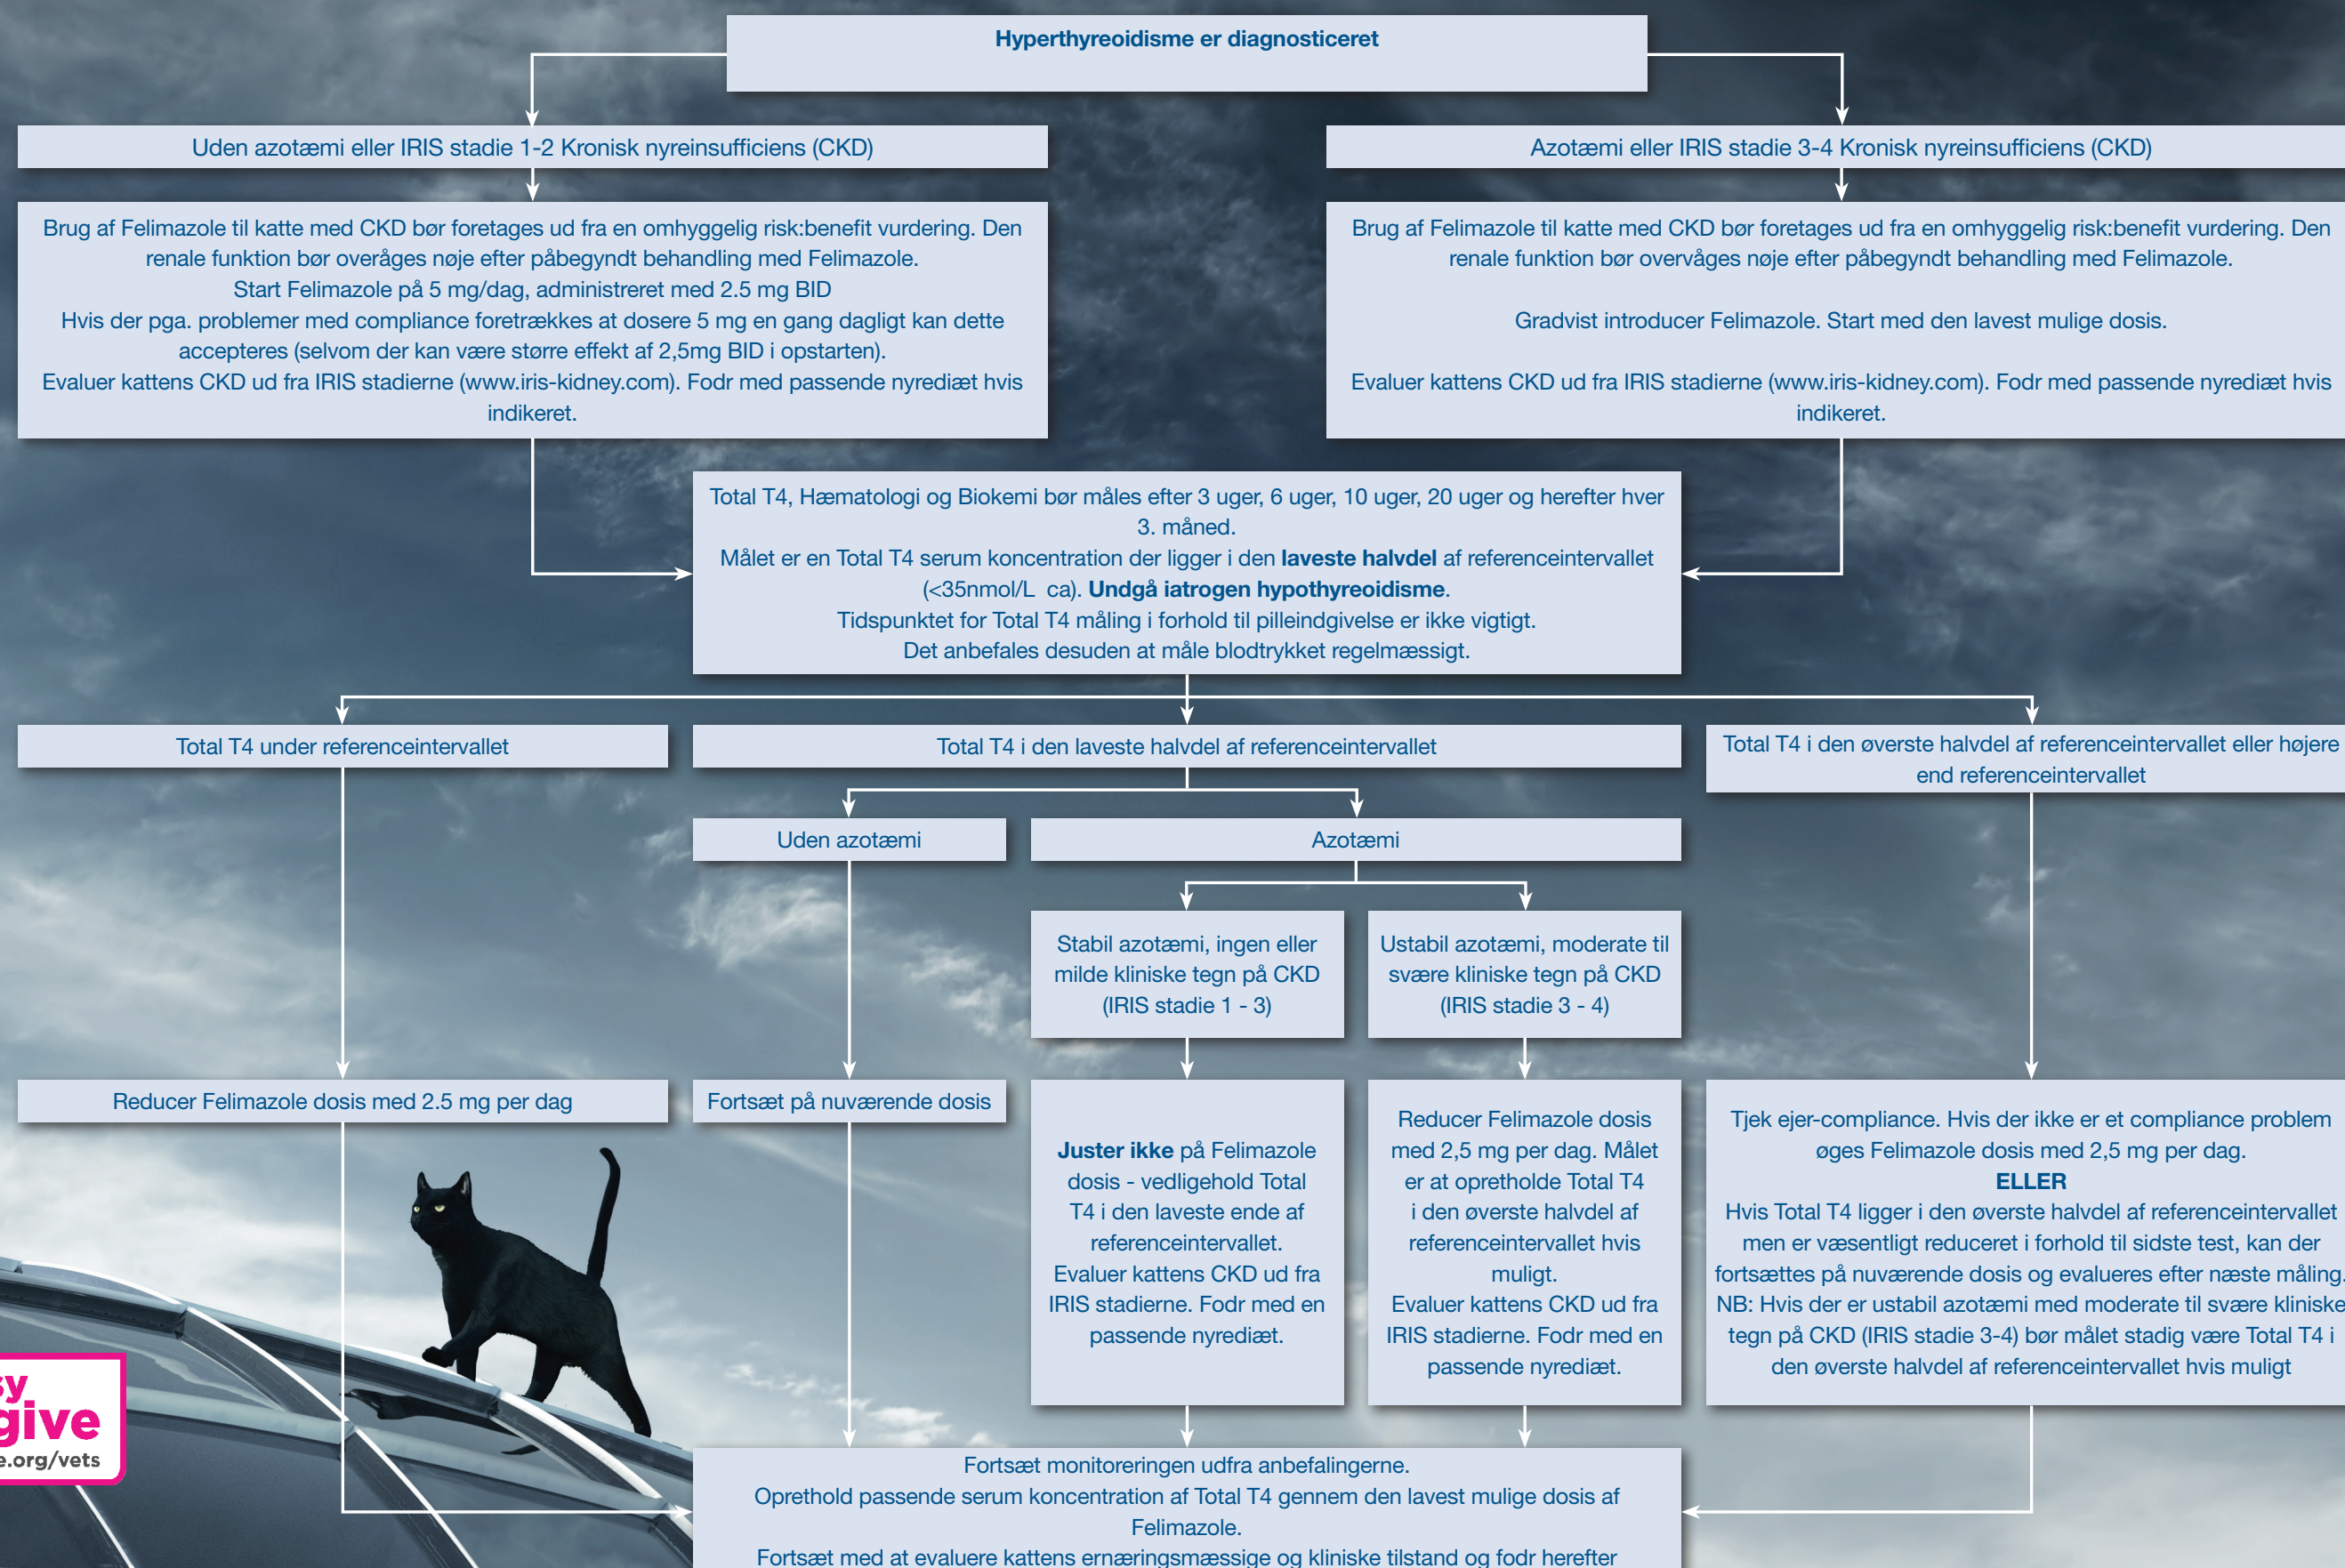 Hyperthyreoidisme er diagnosticeret
Uden azotæmi eller IRIS stadie 1-2 Kronisk nyreinsufficiens (CKD)
Azotæmi eller IRIS stadie 3-4 Kronisk nyreinsufficiens (CKD)
Brug af Felimazole til katte med CKD bør foretages ud fra en omhyggelig risk:benefit vurdering. Den
renale funktion bør overåges nøje efter påbegyndt behandling med Felimazole.
Start Felimazole på 5 mg/dag, administreret med 2.5 mg BID
Hvis der pga. problemer med compliance foretrækkes at dosere 5 mg en gang dagligt kan dette
accepteres (selvom der kan være større effekt af 2,5mg BID i opstarten).
Evaluer kattens CKD ud fra IRIS stadierne (www.iris-kidney.com). Fodr med passende nyrediæt hvis
indikeret.
Brug af Felimazole til katte med CKD bør foretages ud fra en omhyggelig risk:benefit vurdering. Den
renale funktion bør overvåges nøje efter påbegyndt behandling med Felimazole.
Gradvist introducer Felimazole. Start med den lavest mulige dosis.
Evaluer kattens CKD ud fra IRIS stadierne (www.iris-kidney.com). Fodr med passende nyrediæt hvis
indikeret.
Total T4, Hæmatologi og Biokemi bør måles efter 3 uger, 6 uger, 10 uger, 20 uger og herefter hver
3. måned.
Målet er en Total T4 serum koncentration der ligger i den laveste halvdel af referenceintervallet
(<35nmol/L ca). Undgå iatrogen hypothyreoidisme.
Tidspunktet for Total T4 måling i forhold til pilleindgivelse er ikke vigtigt.
Det anbefales desuden at måle blodtrykket regelmæssigt.
Total T4 under referenceintervallet
Total T4 i den laveste halvdel af referenceintervallet
Total T4 i den øverste halvdel af referenceintervallet eller højere
end referenceintervallet
Uden azotæmi
Azotæmi
Stabil azotæmi, ingen eller
milde kliniske tegn på CKD
(IRIS stadie 1 - 3)
Ustabil azotæmi, moderate til
svære kliniske tegn på CKD
(IRIS stadie 3 - 4)
Reducer Felimazole dosis med 2.5 mg per dag
Fortsæt på nuværende dosis
Juster ikke på Felimazole
dosis - vedligehold Total
T4 i den laveste ende af
referenceintervallet.
Evaluer kattens CKD ud fra
IRIS stadierne. Fodr med en
passende nyrediæt.
Reducer Felimazole dosis
med 2,5 mg per dag. Målet
er at opretholde Total T4
i den øverste halvdel af
referenceintervallet hvis
muligt.
Evaluer kattens CKD ud fra
IRIS stadierne. Fodr med en
passende nyrediæt.
Tjek ejer-compliance. Hvis der ikke er et compliance problem
øges Felimazole dosis med 2,5 mg per dag.
ELLER
Hvis Total T4 ligger i den øverste halvdel af referenceintervallet
men er væsentligt reduceret i forhold til sidste test, kan der
fortsættes på nuværende dosis og evalueres efter næste måling.
NB: Hvis der er ustabil azotæmi med moderate til svære kliniske
tegn på CKD (IRIS stadie 3-4) bør målet stadig være Total T4 i
den øverste halvdel af referenceintervallet hvis muligt
sy
give
e.org/vets
Fortsæt monitoreringen udfra anbefalingerne.
Oprethold passende serum koncentration af Total T4 gennem den lavest mulige dosis af
Felimazole.
Fortsæt med at evaluere kattens ernæringsmæssige og kliniske tilstand og fodr herefter